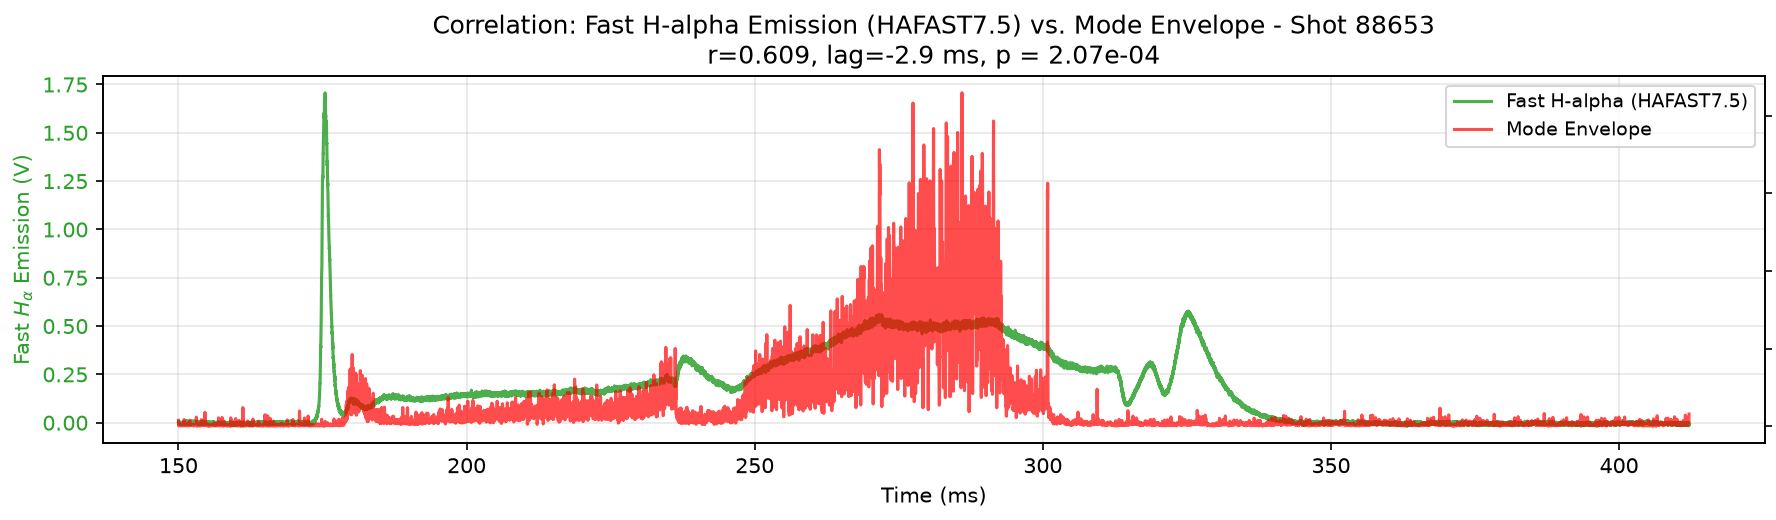 Correlation: Fast H-alpha Emission (HAFAST7.5) vs. Mode Envelope - Shot 88653
r=0.609, lag=-2.9 ms, p = 2.07e-04
Fast H-alpha (HAFAST7.5)
Mode Envelope
Fast Hα Emission (V)
1.75
1.50
1.25
1.00
0.75
0.50
0.25
0.00
150
200
250
300
350
400
Time (ms)